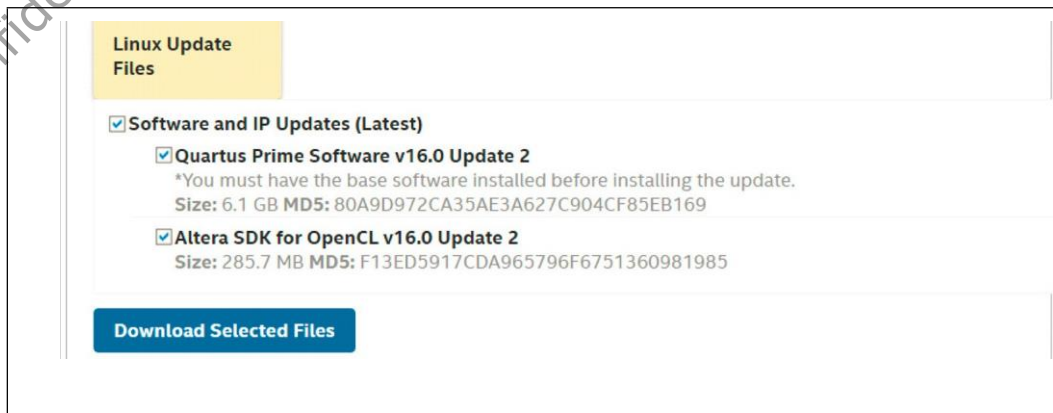 Linux Update
Files
Software and IP Updates (Latest)
Quartus Prime Software v16.0 Update 2
*You must have the base software installed before installing the update.
Size: 6.1 GB MD5: 80A9D972CA35AE3A627C904CF85EB169
Altera SDK for OpenCL v16.0 Update 2
Size: 285.7 MB MD5: F13ED5917CDA965796F6751360981985
Download Selected Files